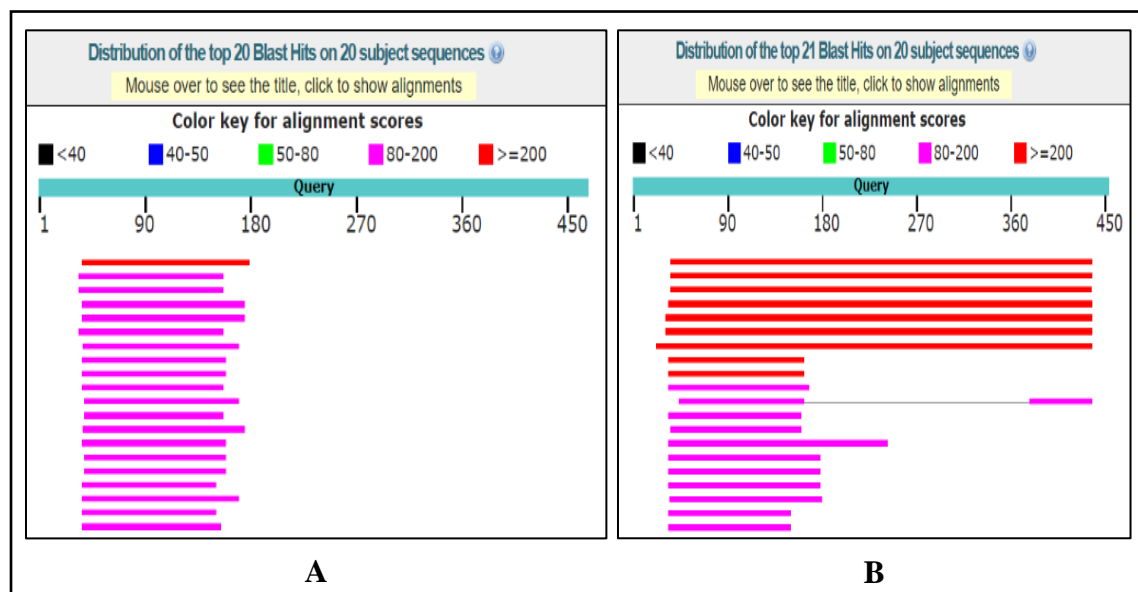 Distribution of the top 20 Blast Hits on 20 subject sequences
Mouse over to see the title, click to show alignments
Color key for alignment scores
<40 40-50 50-80 80-200 >=200
Query
1 90 180 270 360 450
A
Distribution of the top 21 Blast Hits on 20 subject sequences
Mouse over to see the title, click to show alignments
Color key for alignment scores
<40 40-50 50-80 80-200 >=200
Query
1 90 180 270 360 450
B